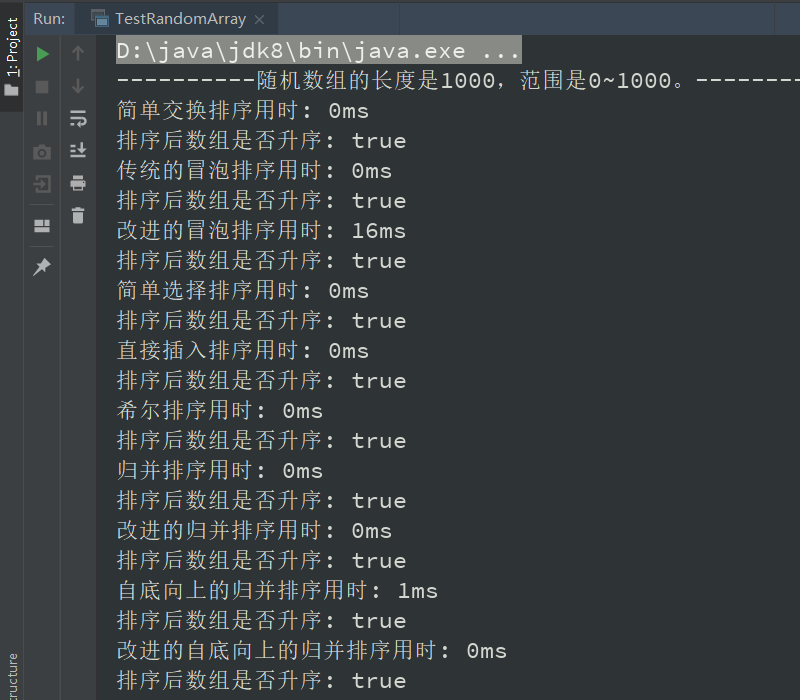 Run: TestRandomArray ×
1: Project
D:\java\jdk8\bin\java.exe ...
----------随机数组的长度是1000，范围是0~1000。---------
简单交换排序用时: 0ms
排序后数组是否升序: true
传统的冒泡排序用时: 0ms
排序后数组是否升序: true
改进的冒泡排序用时: 16ms
排序后数组是否升序: true
简单选择排序用时: 0ms
排序后数组是否升序: true
直接插入排序用时: 0ms
排序后数组是否升序: true
希尔排序用时: 0ms
排序后数组是否升序: true
归并排序用时: 0ms
排序后数组是否升序: true
改进的归并排序用时: 0ms
排序后数组是否升序: true
自底向上的归并排序用时: 1ms
排序后数组是否升序: true
改进的自底向上的归并排序用时: 0ms
排序后数组是否升序: true
ructure